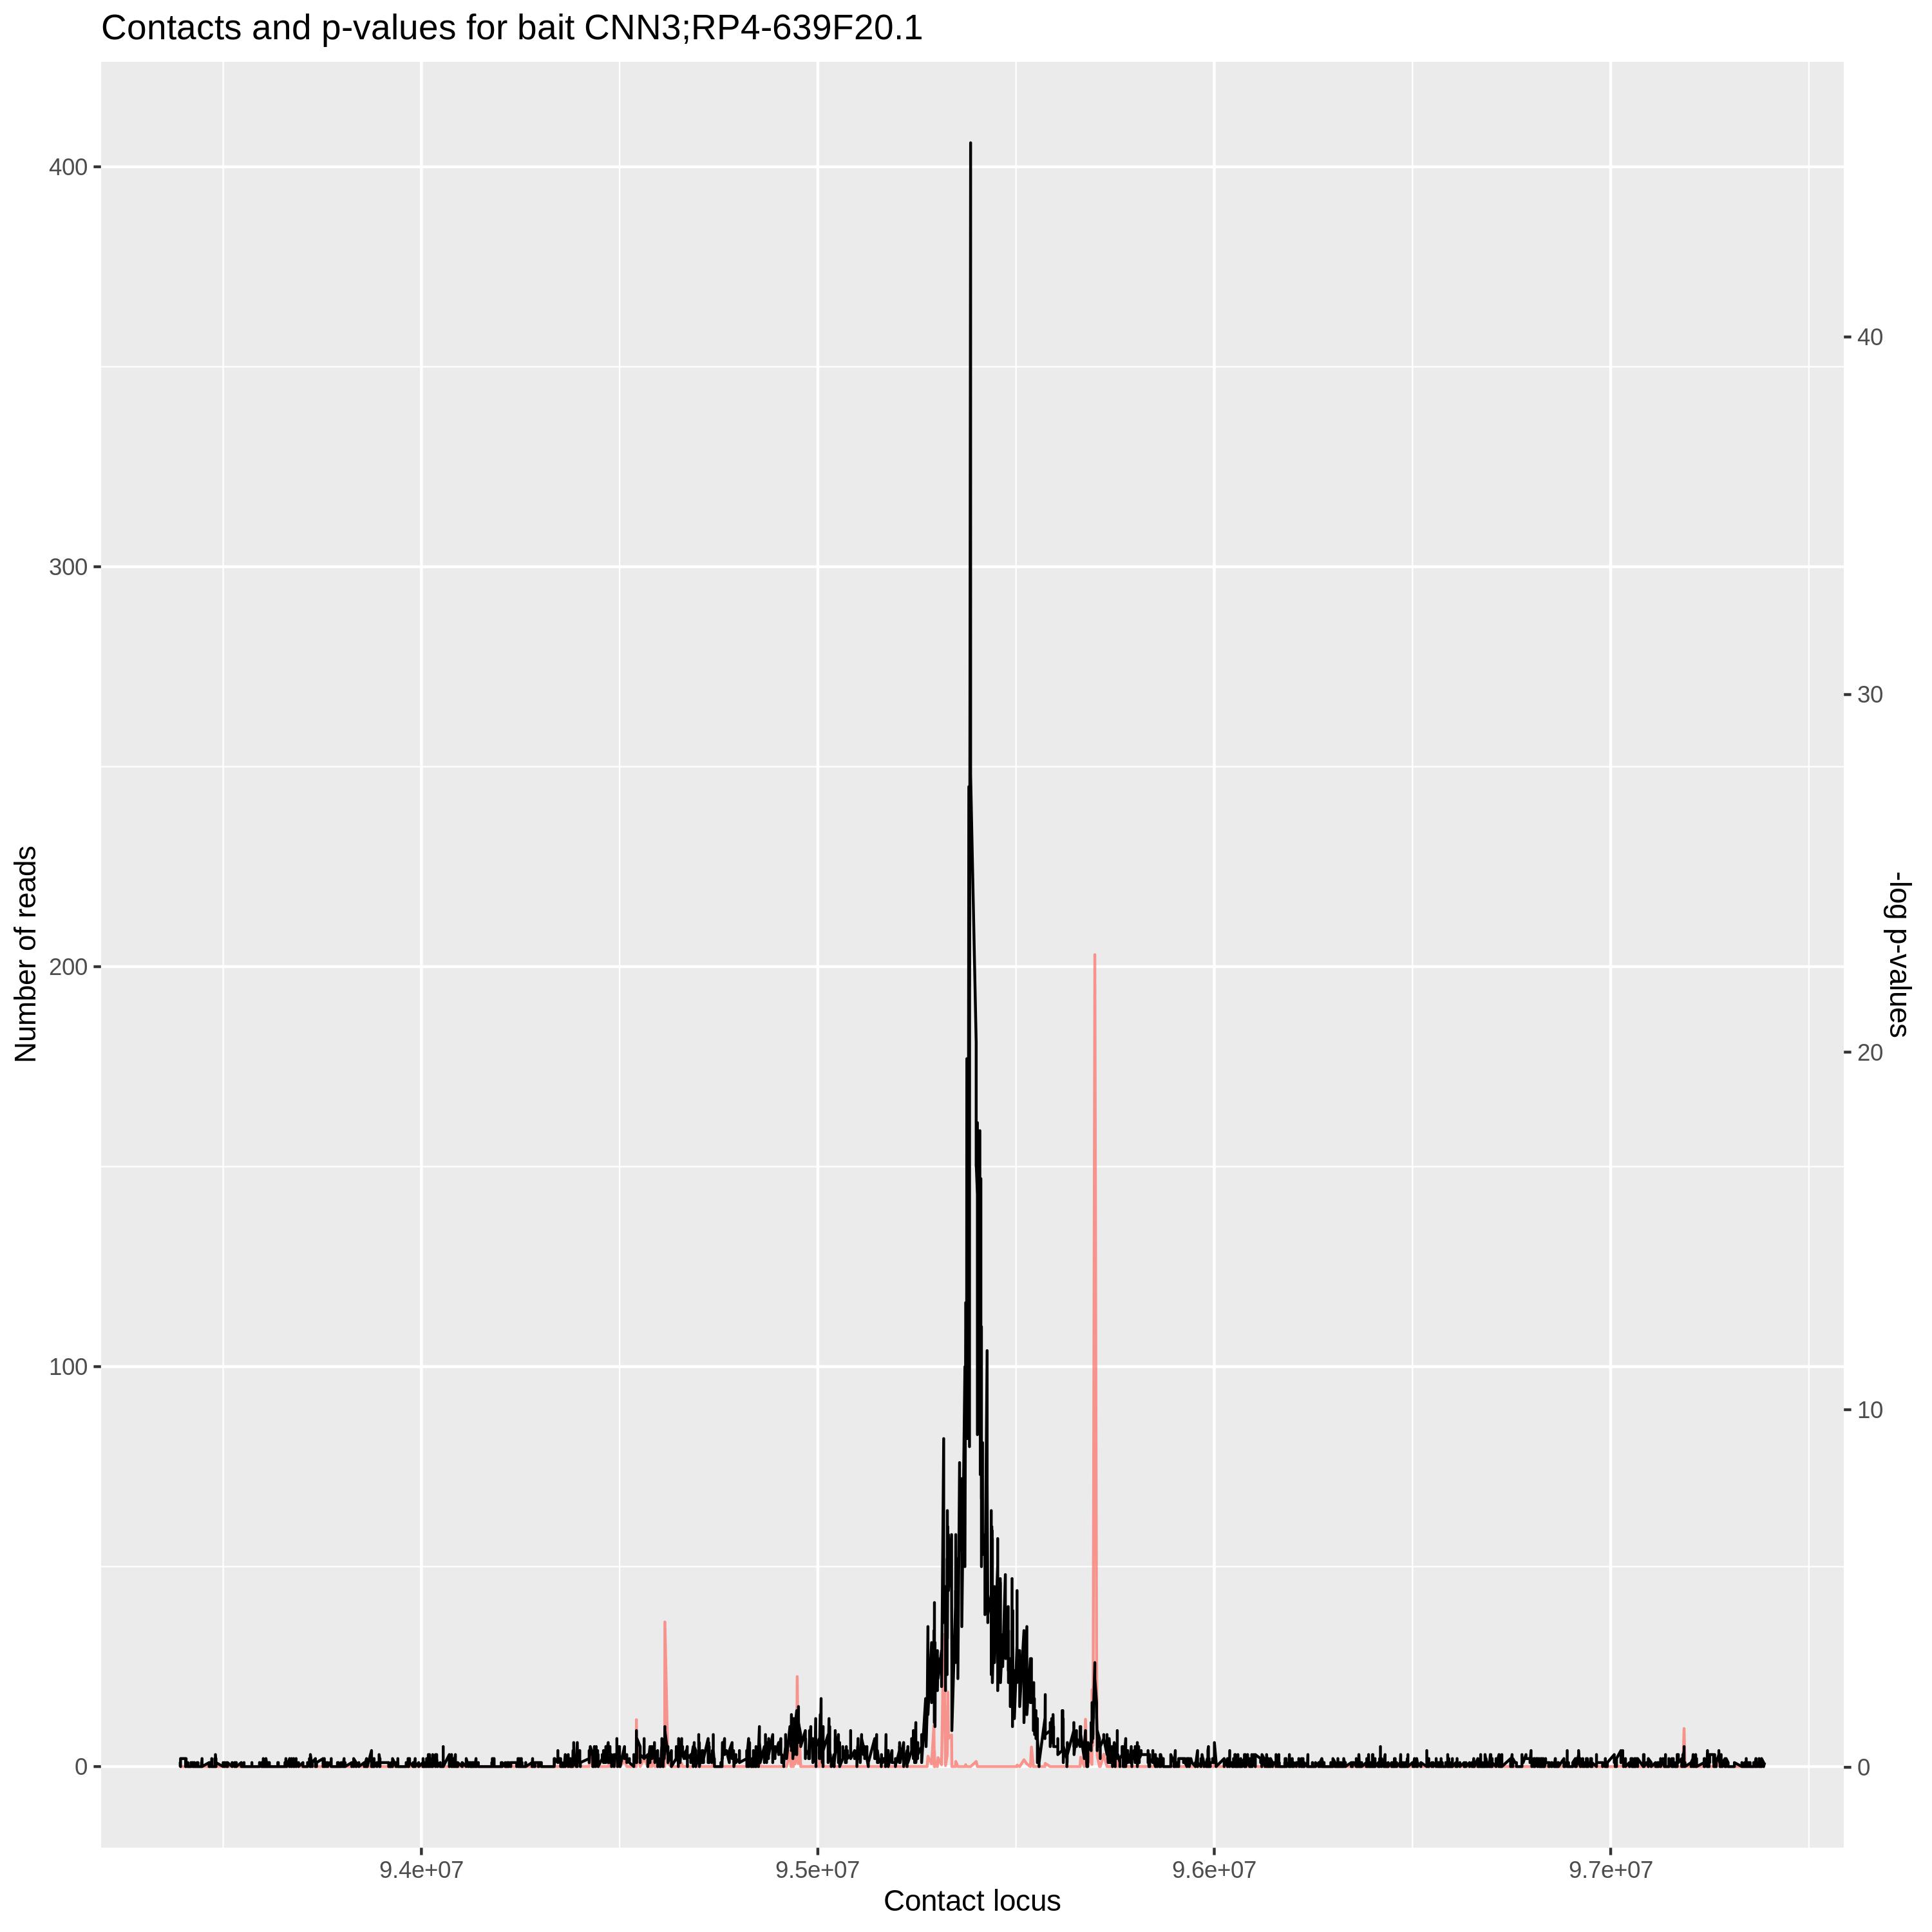 Contacts and p-values for bait CNN3;RP4-639F20.1
400
300
200
100
0
Number of reads
40
30
20
10
0
-log p-values
9.4e+07 9.5e+07 9.6e+07 9.7e+07
Contact locus